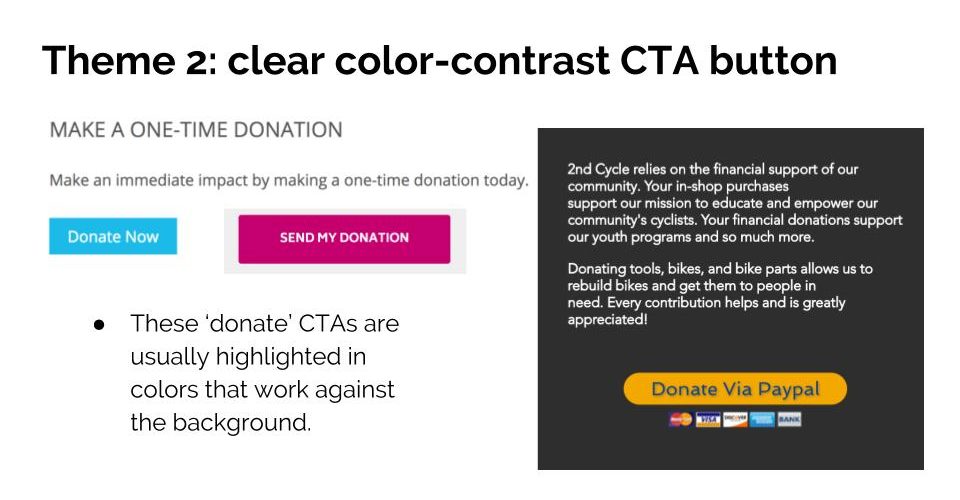 Theme 2: clear color-contrast CTA button
MAKE A ONE-TIME DONATION
Make an immediate impact by making a one-time donation today.
Donate Now
SEND MY DONATION
● These ‘donate’ CTAs are
usually highlighted in
colors that work against
the background.
2nd Cycle relies on the financial support of our
community. Your in-shop purchases
support our mission to educate and empower our
community's cyclists. Your financial donations support
our youth programs and so much more.
Donating tools, bikes, and bike parts allows us to
rebuild bikes and get them to people in
need. Every contribution helps and is greatly
appreciated!
Donate Via Paypal
VISA DISCOVER BANK